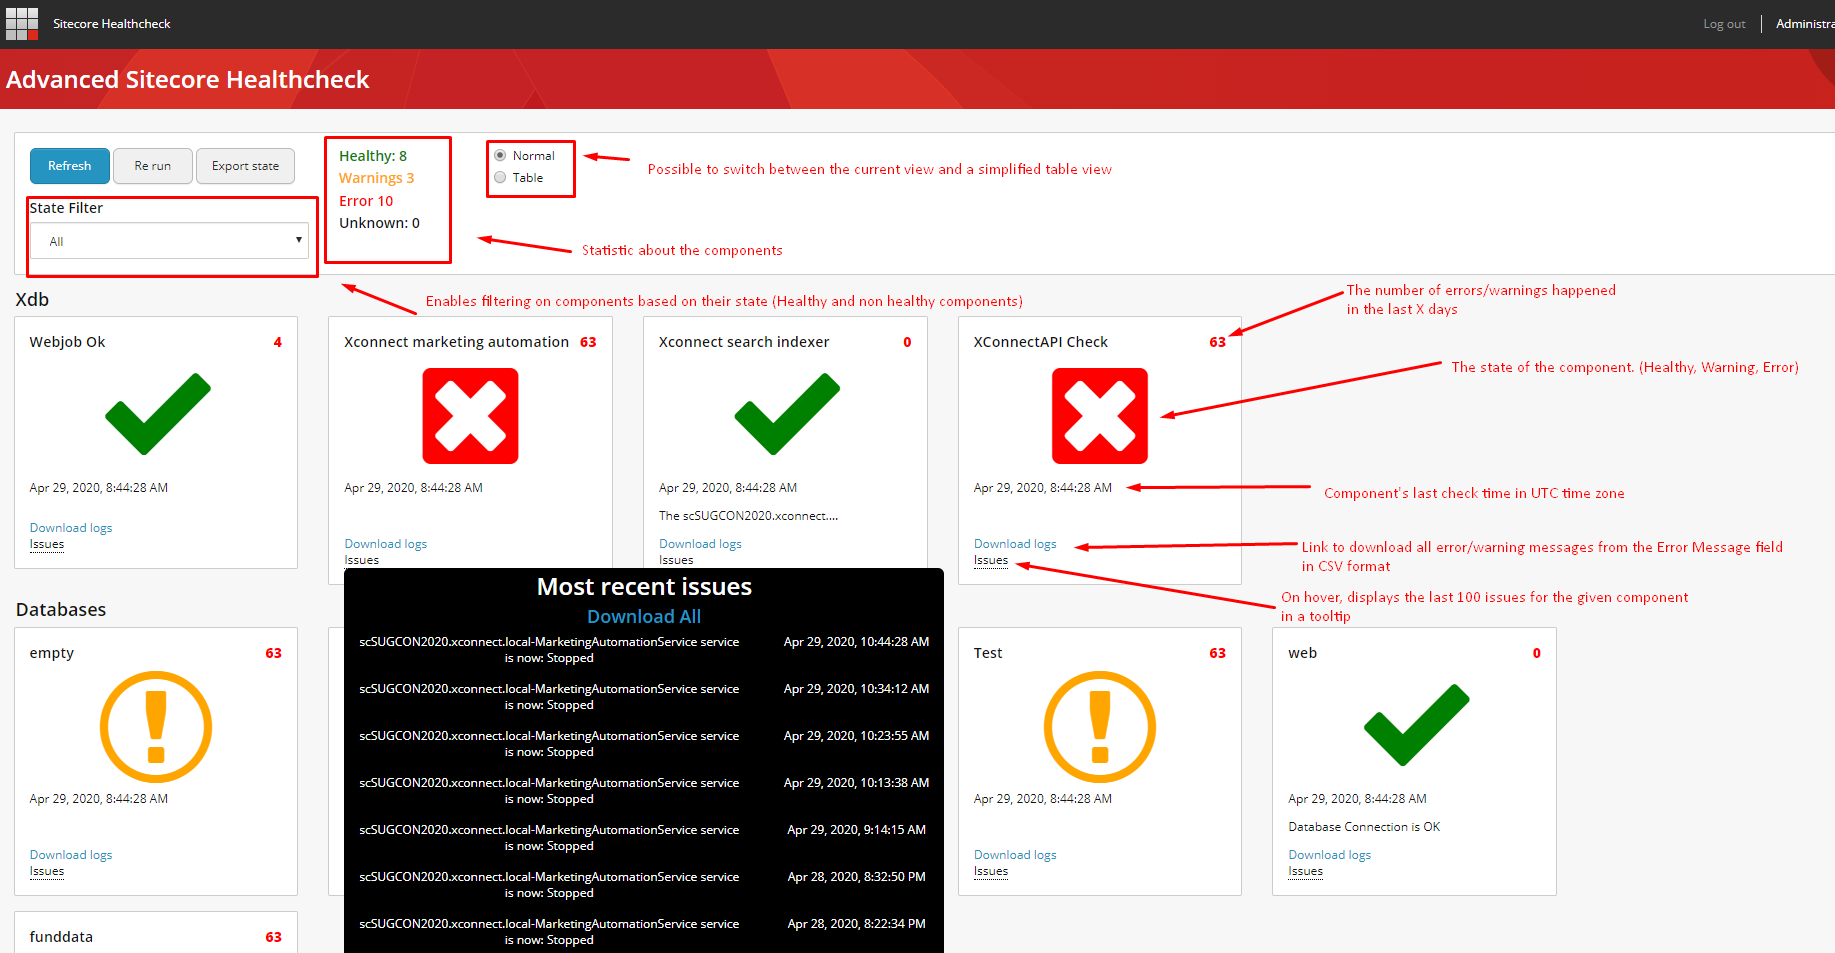 Sitecore Healthcheck
Log out
Administra
Advanced Sitecore Healthcheck
Refresh
Re run
Export state
State Filter
All
Healthy: 8
Warnings 3
Error 10
Unknown: 0
Normal
Table
Possible to switch between the current view and a simplified table view
Statistic about the components
Enables filtering on components based on their state (Healthy and non healthy components)
The number of errors/warnings happened
in the last X days
The state of the component. (Healthy, Warning, Error)
Component's last check time in UTC time zone
Link to download all error/warning messages from the Error Message field
in CSV format
On hover, displays the last 100 issues for the given component
in a tooltip
Xdb
Webjob Ok 4
Apr 29, 2020, 8:44:28 AM
Download logs
Issues
Xconnect marketing automation 63
Apr 29, 2020, 8:44:28 AM
Download logs
Issues
Xconnect search indexer 0
Apr 29, 2020, 8:44:28 AM
The scSUGCON2020.xconnect....
Download logs
Issues
XConnectAPI Check 63
Apr 29, 2020, 8:44:28 AM
Download logs
Issues
Databases
empty 63
Apr 29, 2020, 8:44:28 AM
Download logs
Issues
Most recent issues
Download All
scSUGCON2020.xconnect.local-MarketingAutomationService service Apr 29, 2020, 10:44:28 AM
is now: Stopped
scSUGCON2020.xconnect.local-MarketingAutomationService service Apr 29, 2020, 10:34:12 AM
is now: Stopped
scSUGCON2020.xconnect.local-MarketingAutomationService service Apr 29, 2020, 10:23:55 AM
is now: Stopped
scSUGCON2020.xconnect.local-MarketingAutomationService service Apr 29, 2020, 10:13:38 AM
is now: Stopped
scSUGCON2020.xconnect.local-MarketingAutomationService service Apr 29, 2020, 9:14:15 AM
is now: Stopped
scSUGCON2020.xconnect.local-MarketingAutomationService service Apr 28, 2020, 8:32:50 PM
is now: Stopped
scSUGCON2020.xconnect.local-MarketingAutomationService service Apr 28, 2020, 8:22:34 PM
is now: Stopped
Test 63
Apr 29, 2020, 8:44:28 AM
Download logs
Issues
web 0
Apr 29, 2020, 8:44:28 AM
Database Connection is OK
Download logs
Issues
funddata 63